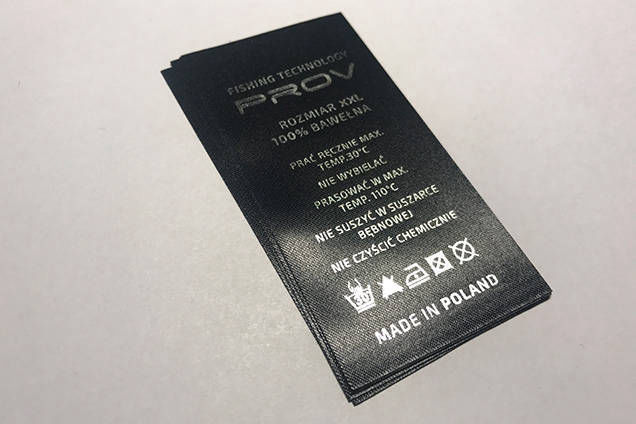 FISHING TECHNOLOGY
PROV
ROZMIAR XXL
100% BAWEŁNA
PRAĆ RĘCZNIE MAX.
TEMP.30°C
NIE WYBIELAĆ
PRASOWAĆ W MAX.
TEMP. 110°C
NIE SUSZYĆ W SUSZARCE
BĘBNOWEJ
NIE CZYŚCIĆ CHEMICZNIE
30
MADE IN POLAND